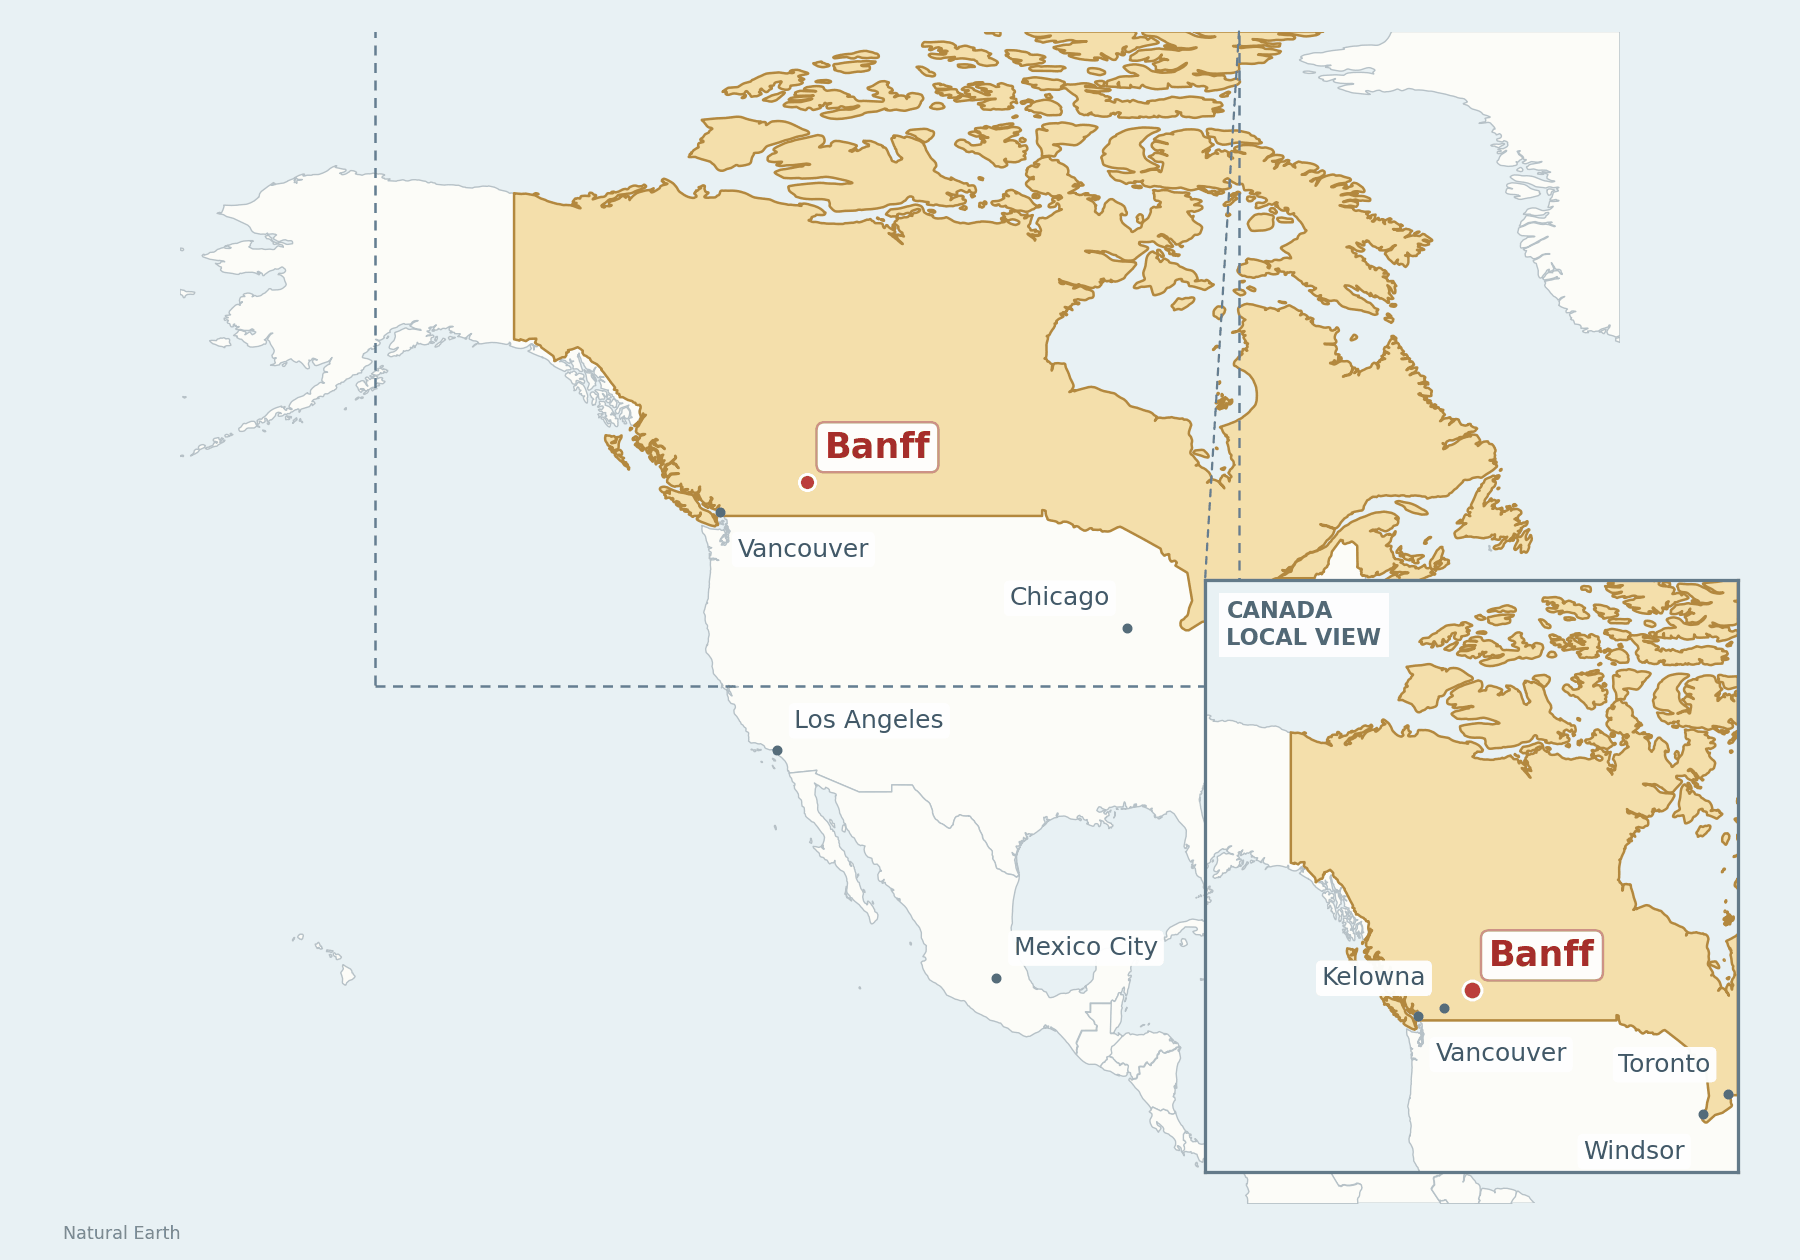 Banff
Vancouver
Chicago
Los Angeles
Mexico City
CANADA
LOCAL VIEW
Banff
Kelowna
Vancouver
Toronto
Windsor
Natural Earth